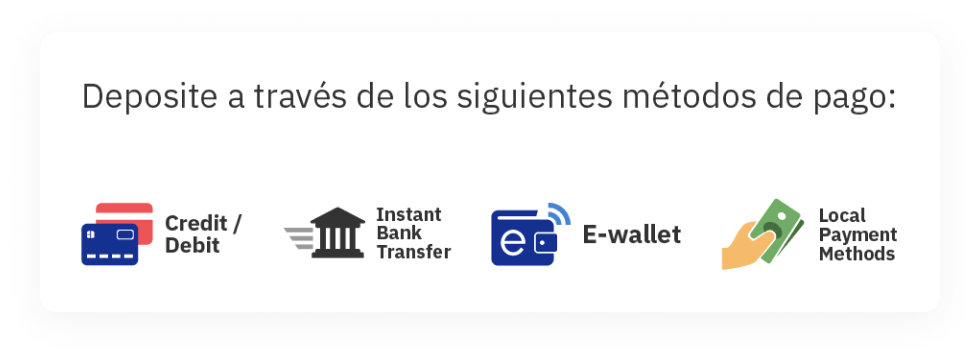 Deposite a través de los siguientes métodos de pago:
Credit /
Debit
Instant
Bank
Transfer
e
E-wallet
Local
Payment
Methods